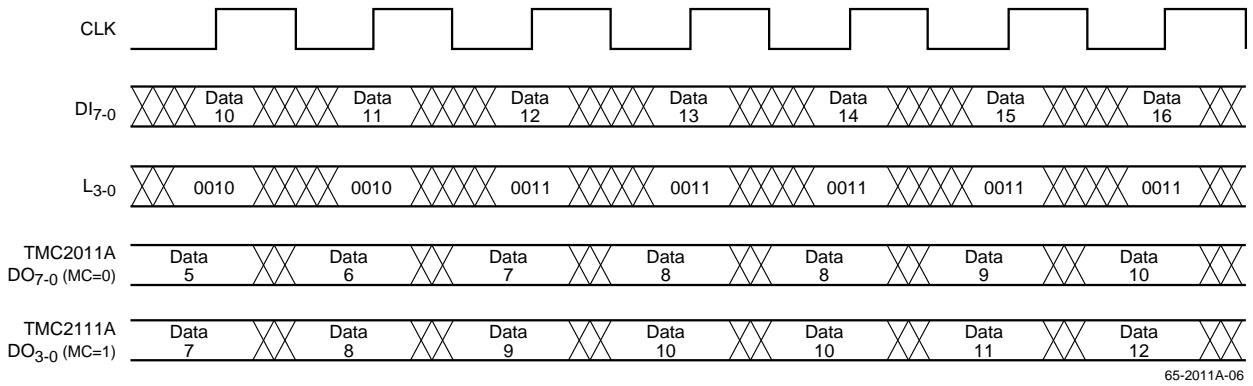 CLK
DI7-0
Data Data Data Data Data Data Data
10 11 12 13 14 15 16
L3-0
0010 0010 0011 0011 0011 0011 0011
TMC2011A
DO7-0 (MC=0)
Data Data Data Data Data Data Data
5 6 7 8 8 9 10
TMC2111A
DO3-0 (MC=1)
Data Data Data Data Data Data Data
7 8 9 10 10 11 12
65-2011A-06